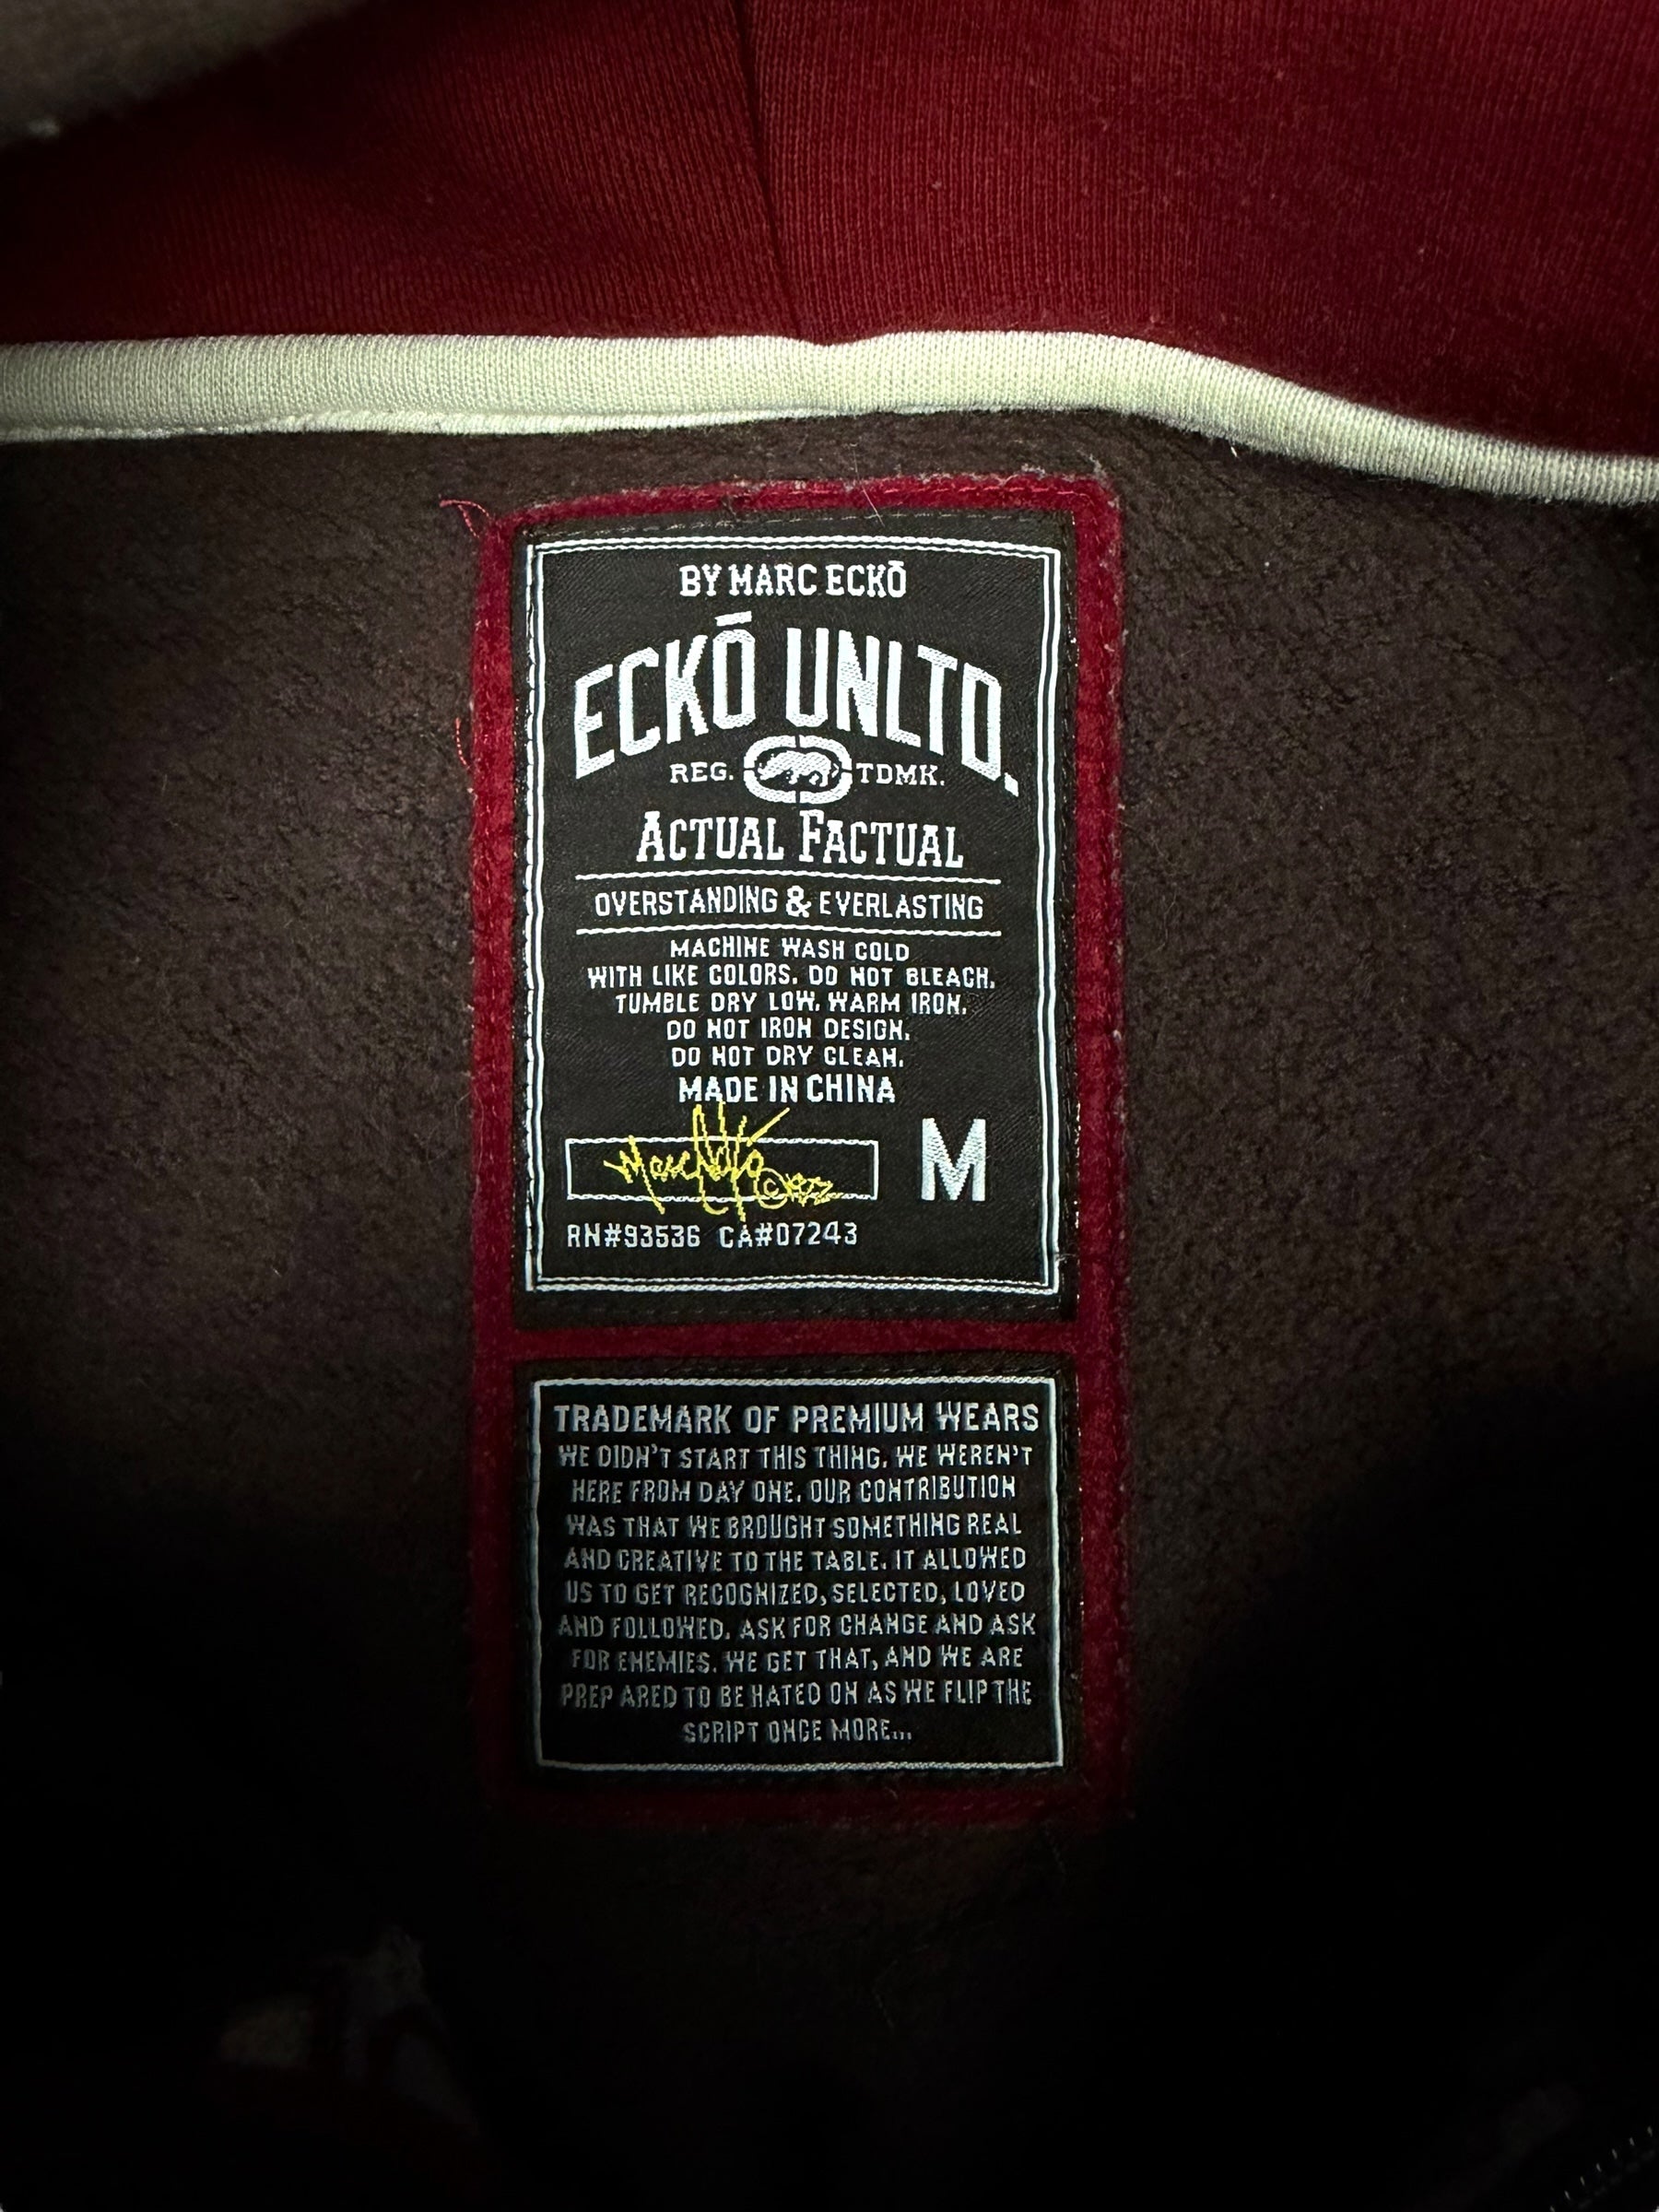 BY MARC ECKŌ
ECKŌ UNLTD.
REG. TDMK.
ACTUAL FACTUAL
OVERSTANDING & EVERLASTING
MACHINE WASH COLD
WITH LIKE COLORS. DO NOT BLEACH.
TUMBLE DRY LOW. WARM IRON.
DO NOT IRON DESIGN.
DO NOT DRY CLEAN.
MADE IN CHINA
M
RN#93536 CA#07243
TRADEMARK OF PREMIUM WEARS
WE DIDN'T START THIS THING. WE WEREN'T
HERE FROM DAY ONE. OUR CONTRIBUTION
WAS THAT WE BROUGHT SOMETHING REAL
AND CREATIVE TO THE TABLE. IT ALLOWED
US TO GET RECOGNIZED, SELECTED, LOVED
AND FOLLOWED. ASK FOR CHANGE AND ASK
FOR ENEMIES. WE GET THAT, AND WE ARE
PREP ARED TO BE HATED ON AS WE FLIP THE
SCRIPT ONCE MORE...